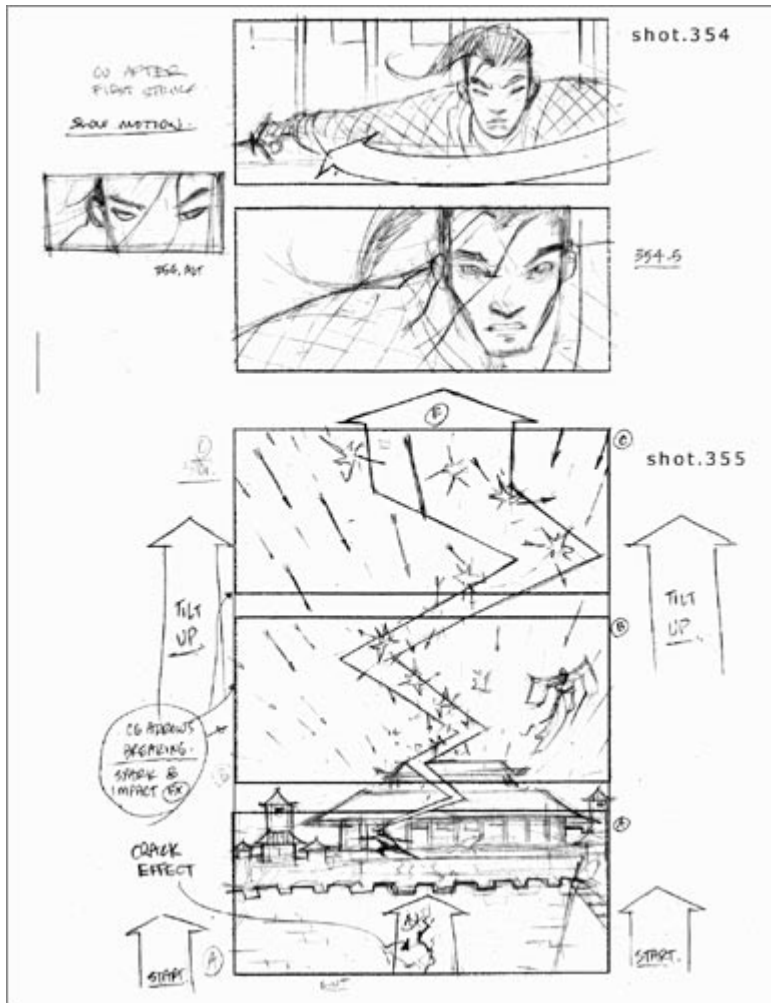 shot.354
CU AFTER
FIRST STRIKE
SLOW MOTION.
354.5
C
shot.355
TILT
UP.
TILT
UP.
B
CG ARROWS
BREAKING.
SPARK &
IMPACT FX
A
CRACK
EFFECT
START.
A
START.